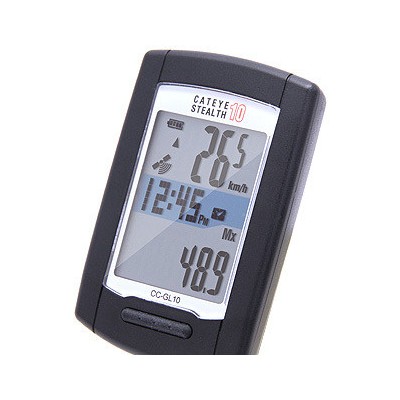 CATEYE
STEALTH 10
26.5
km/h
12:45 PM
Mx
48.9
CC-GL10